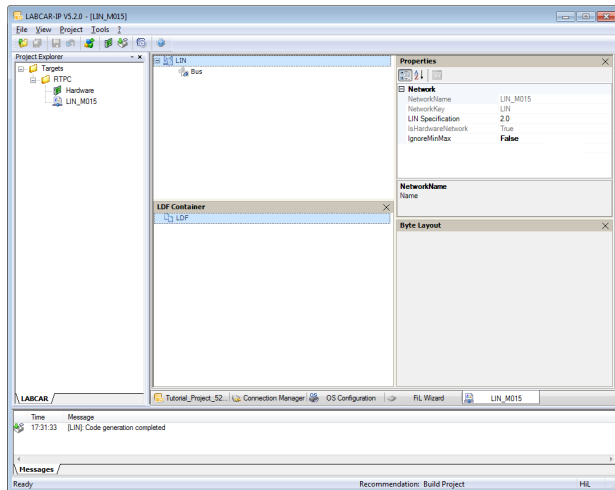 LABCAR-IP V5.2.0 - [LIN_M015]
File View Project Tools ?
Project Explorer
Targets
RTPC
Hardware
LIN_M015
LABCAR
LIN
Bus
LDF Container
LDF
Properties
Network
NetworkName LIN_M015
NetworkKey LIN
LIN Specification 2.0
IsHardwareNetwork True
IgnoreMinMax False
NetworkName
Name
Byte Layout
Tutorial_Project_52... Connection Manager OS Configuration FiL Wizard LIN_M015
Time Message
17:31:33 [LIN]: Code generation completed
Messages
Ready Recommendation: Build Project HiL